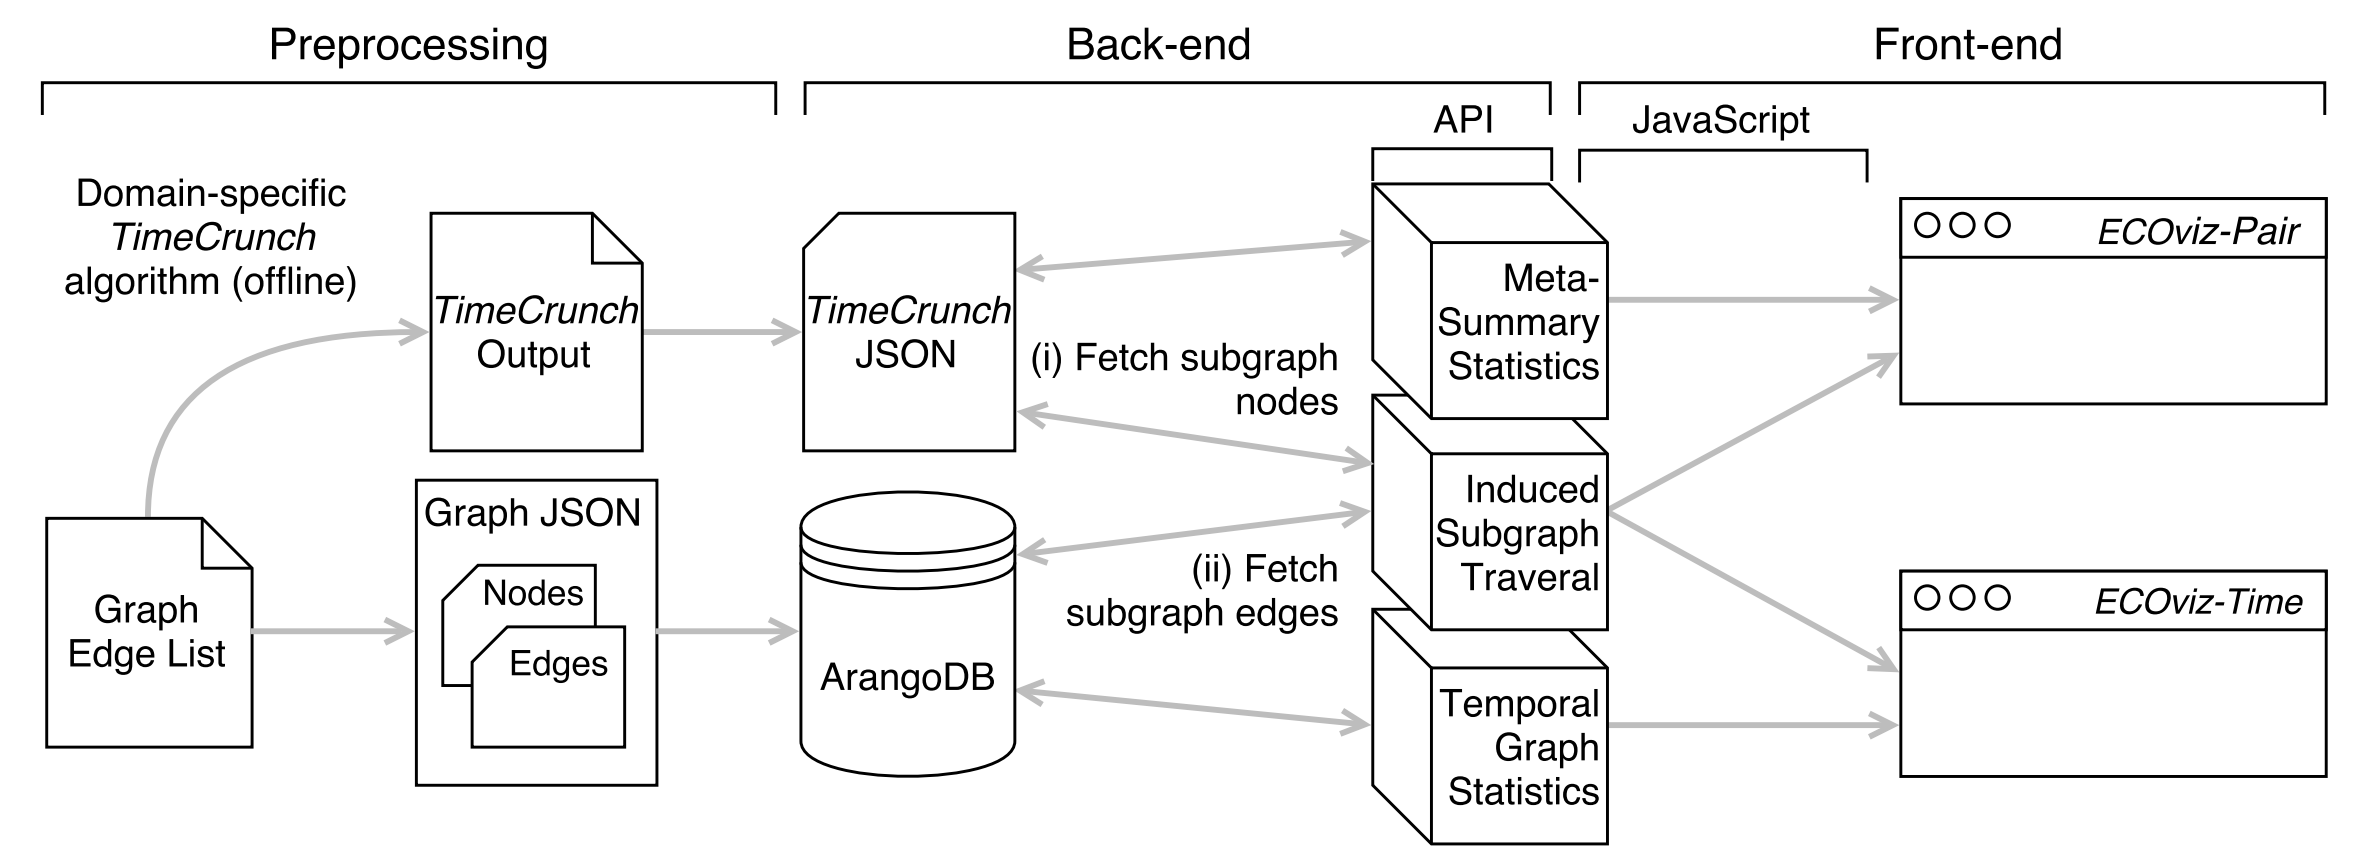 Preprocessing
Back-end
Front-end
API
JavaScript
Domain-specific
TimeCrunch
algorithm (offline)
TimeCrunch
Output
TimeCrunch
JSON
(i) Fetch subgraph
nodes
Meta-
Summary
Statistics
ECOviz-Pair
Graph
Edge List
Graph JSON
Nodes
Edges
ArangoDB
(ii) Fetch
subgraph edges
Induced
Subgraph
Traveral
Temporal
Graph
Statistics
ECOviz-Time